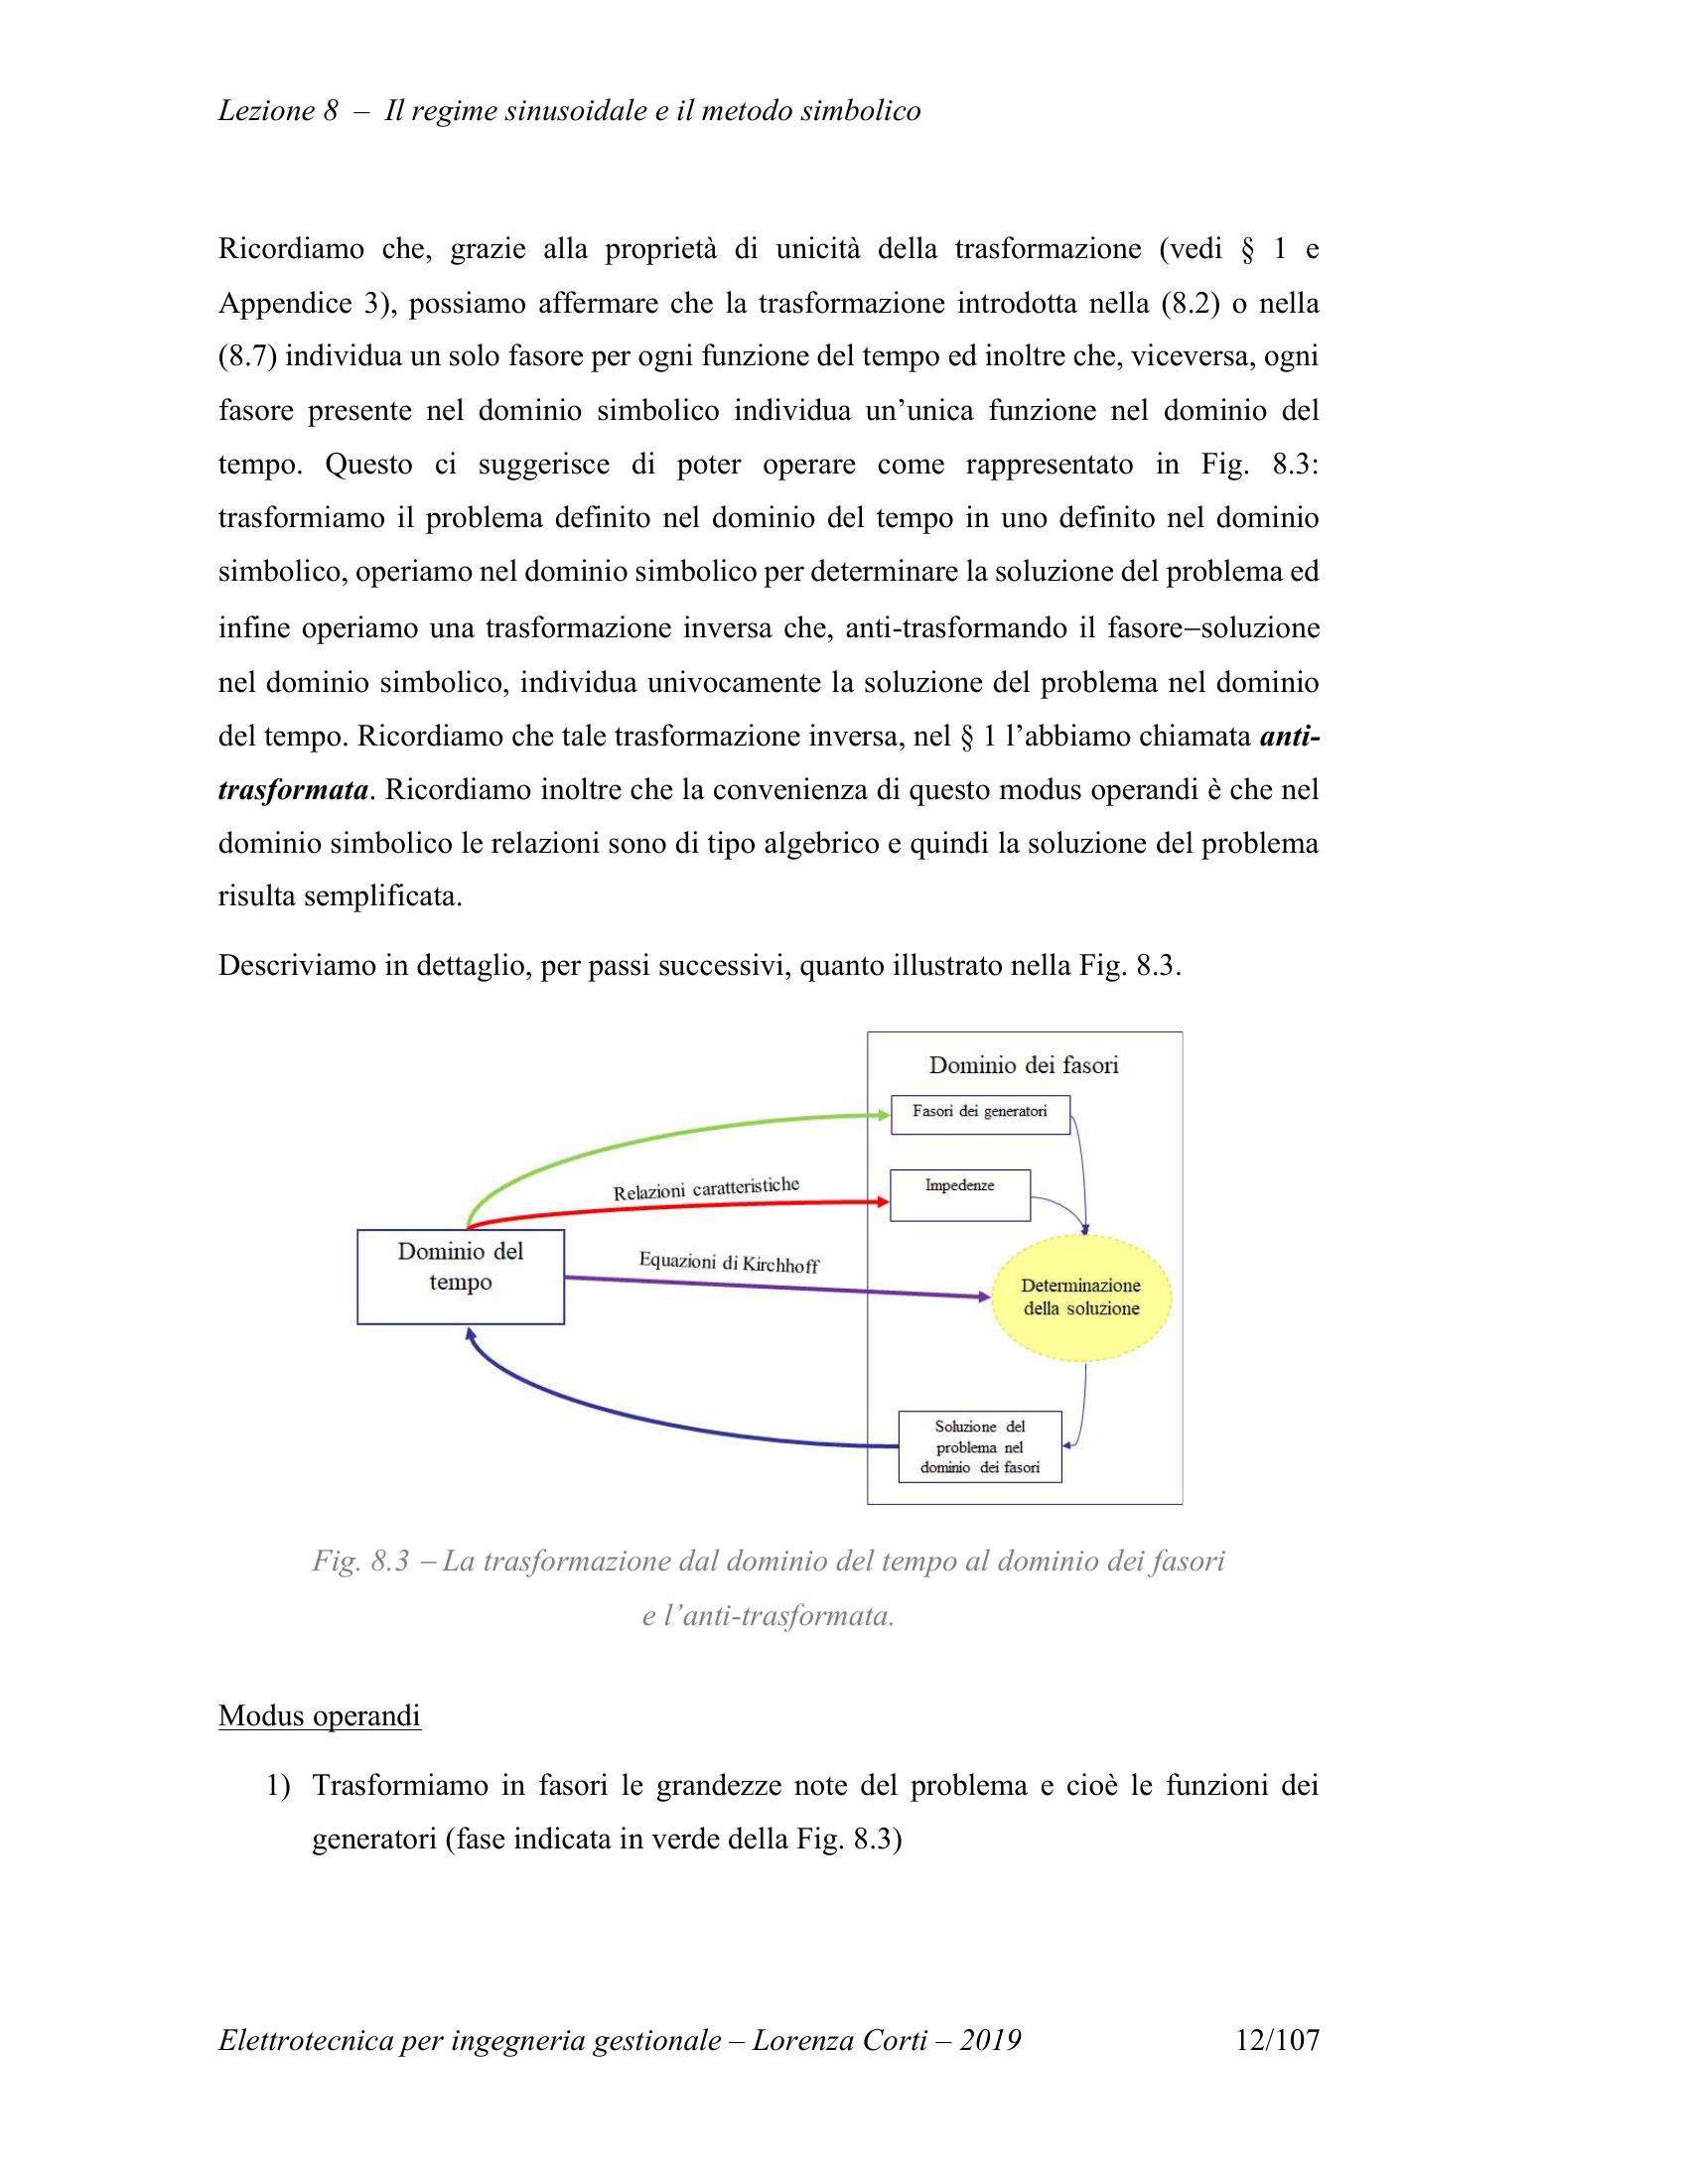 Lezione 8 – Il regime sinusoidale e il metodo simbolico
Ricordiamo che, grazie alla proprietà di unicità della trasformazione (vedi § 1 e
Appendice 3), possiamo affermare che la trasformazione introdotta nella (8.2) o nella
(8.7) individua un solo fasore per ogni funzione del tempo ed inoltre che, viceversa, ogni
fasore presente nel dominio simbolico individua un’unica funzione nel dominio del
tempo. Questo ci suggerisce di poter operare come rappresentato in Fig. 8.3:
trasformiamo il problema definito nel dominio del tempo in uno definito nel dominio
simbolico, operiamo nel dominio simbolico per determinare la soluzione del problema ed
infine operiamo una trasformazione inversa che, anti-trasformando il fasore–soluzione
nel dominio simbolico, individua univocamente la soluzione del problema nel dominio
del tempo. Ricordiamo che tale trasformazione inversa, nel § 1 l’abbiamo chiamata anti-
trasformata. Ricordiamo inoltre che la convenienza di questo modus operandi è che nel
dominio simbolico le relazioni sono di tipo algebrico e quindi la soluzione del problema
risulta semplificata.
Descriviamo in dettaglio, per passi successivi, quanto illustrato nella Fig. 8.3.
Dominio dei fasori
Fasori dei generatori
Relazioni caratteristiche
Impedenze
Dominio del
tempo
Equazioni di Kirchhoff
Determinazione
della soluzione
Soluzione del
problema nel
dominio dei fasori
Fig. 8.3 – La trasformazione dal dominio del tempo al dominio dei fasori
e l’anti-trasformata.
Modus operandi
1) Trasformiamo in fasori le grandezze note del problema e cioè le funzioni dei
generatori (fase indicata in verde della Fig. 8.3)
Elettrotecnica per ingegneria gestionale – Lorenza Corti – 2019 12/107